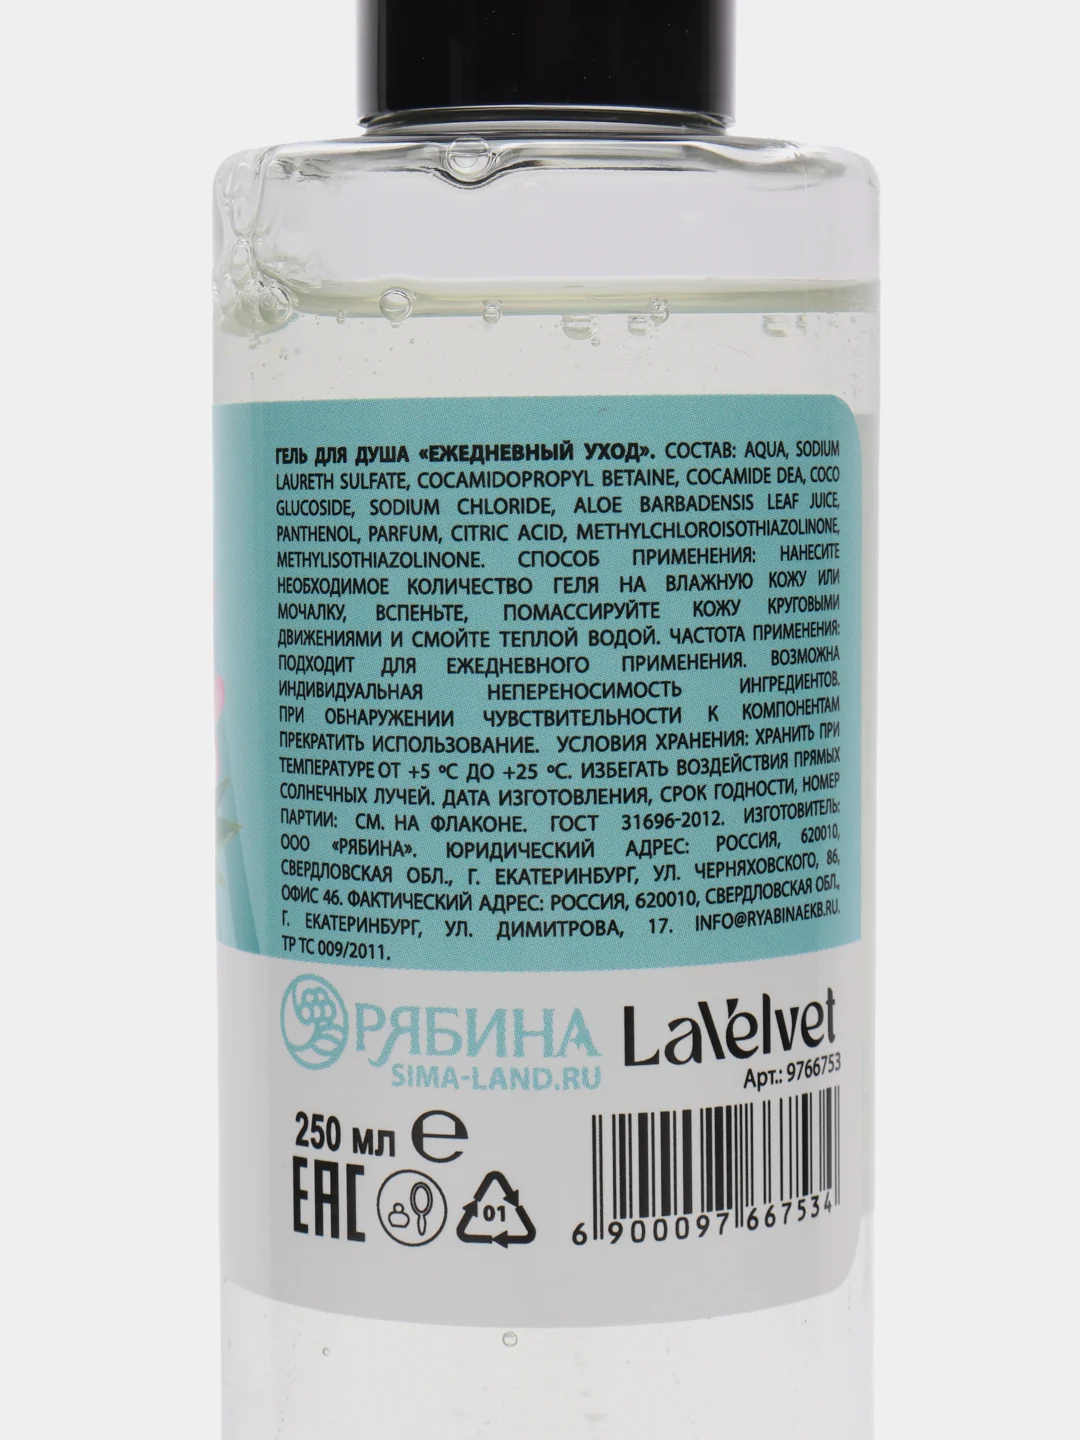 ГЕЛЬ ДЛЯ ДУША «ЕЖЕДНЕВНЫЙ УХОД». СОСТАВ: AQUA, SODIUM
LAURETH SULFATE, COCAMIDOPROPYL BETAINE, COCAMIDE DEA, COCO
GLUCOSIDE, SODIUM CHLORIDE, ALOE BARBADENSIS LEAF JUICE,
PANTHENOL, PARFUM, CITRIC ACID, METHYLCHLOROISOTHIAZOLINONE,
METHYLISOTHIAZOLINONE. СПОСОБ ПРИМЕНЕНИЯ: НАНЕСИТЕ
НЕОБХОДИМОЕ КОЛИЧЕСТВО ГЕЛЯ НА ВЛАЖНУЮ КОЖУ ИЛИ
МОЧАЛКУ, ВСПЕНЬТЕ, ПОМАССИРУЙТЕ КОЖУ КРУГОВЫМИ
ДВИЖЕНИЯМИ И СМОЙТЕ ТЕПЛОЙ ВОДОЙ. ЧАСТОТА ПРИМЕНЕНИЯ:
ПОДХОДИТ ДЛЯ ЕЖЕДНЕВНОГО ПРИМЕНЕНИЯ. ВОЗМОЖНА
ИНДИВИДУАЛЬНАЯ НЕПЕРЕНОСИМОСТЬ ИНГРЕДИЕНТОВ.
ПРИ ОБНАРУЖЕНИИ ЧУВСТВИТЕЛЬНОСТИ К КОМПОНЕНТАМ
ПРЕКРАТИТЬ ИСПОЛЬЗОВАНИЕ. УСЛОВИЯ ХРАНЕНИЯ: ХРАНИТЬ ПРИ
ТЕМПЕРАТУРЕ ОТ +5 °С ДО +25 °С. ИЗБЕГАТЬ ВОЗДЕЙСТВИЯ ПРЯМЫХ
СОЛНЕЧНЫХ ЛУЧЕЙ. ДАТА ИЗГОТОВЛЕНИЯ, СРОК ГОДНОСТИ, НОМЕР
ПАРТИИ: СМ. НА ФЛАКОНЕ. ГОСТ 31696-2012. ИЗГОТОВИТЕЛЬ:
ООО «РЯБИНА». ЮРИДИЧЕСКИЙ АДРЕС: РОССИЯ, 620010,
СВЕРДЛОВСКАЯ ОБЛ., Г. ЕКАТЕРИНБУРГ, УЛ. ЧЕРНЯХОВСКОГО, 86,
ОФИС 46. ФАКТИЧЕСКИЙ АДРЕС: РОССИЯ, 620010, СВЕРДЛОВСКАЯ ОБЛ.,
Г. ЕКАТЕРИНБУРГ, УЛ. ДИМИТРОВА, 17. INFO@RYABINAEKB.RU.
ТР ТС 009/2011.
РЯБИНА
SIMA-LAND.RU
LaVelvet
Арт.: 9766753
250 мл e
EAC
01
6 900097 667534